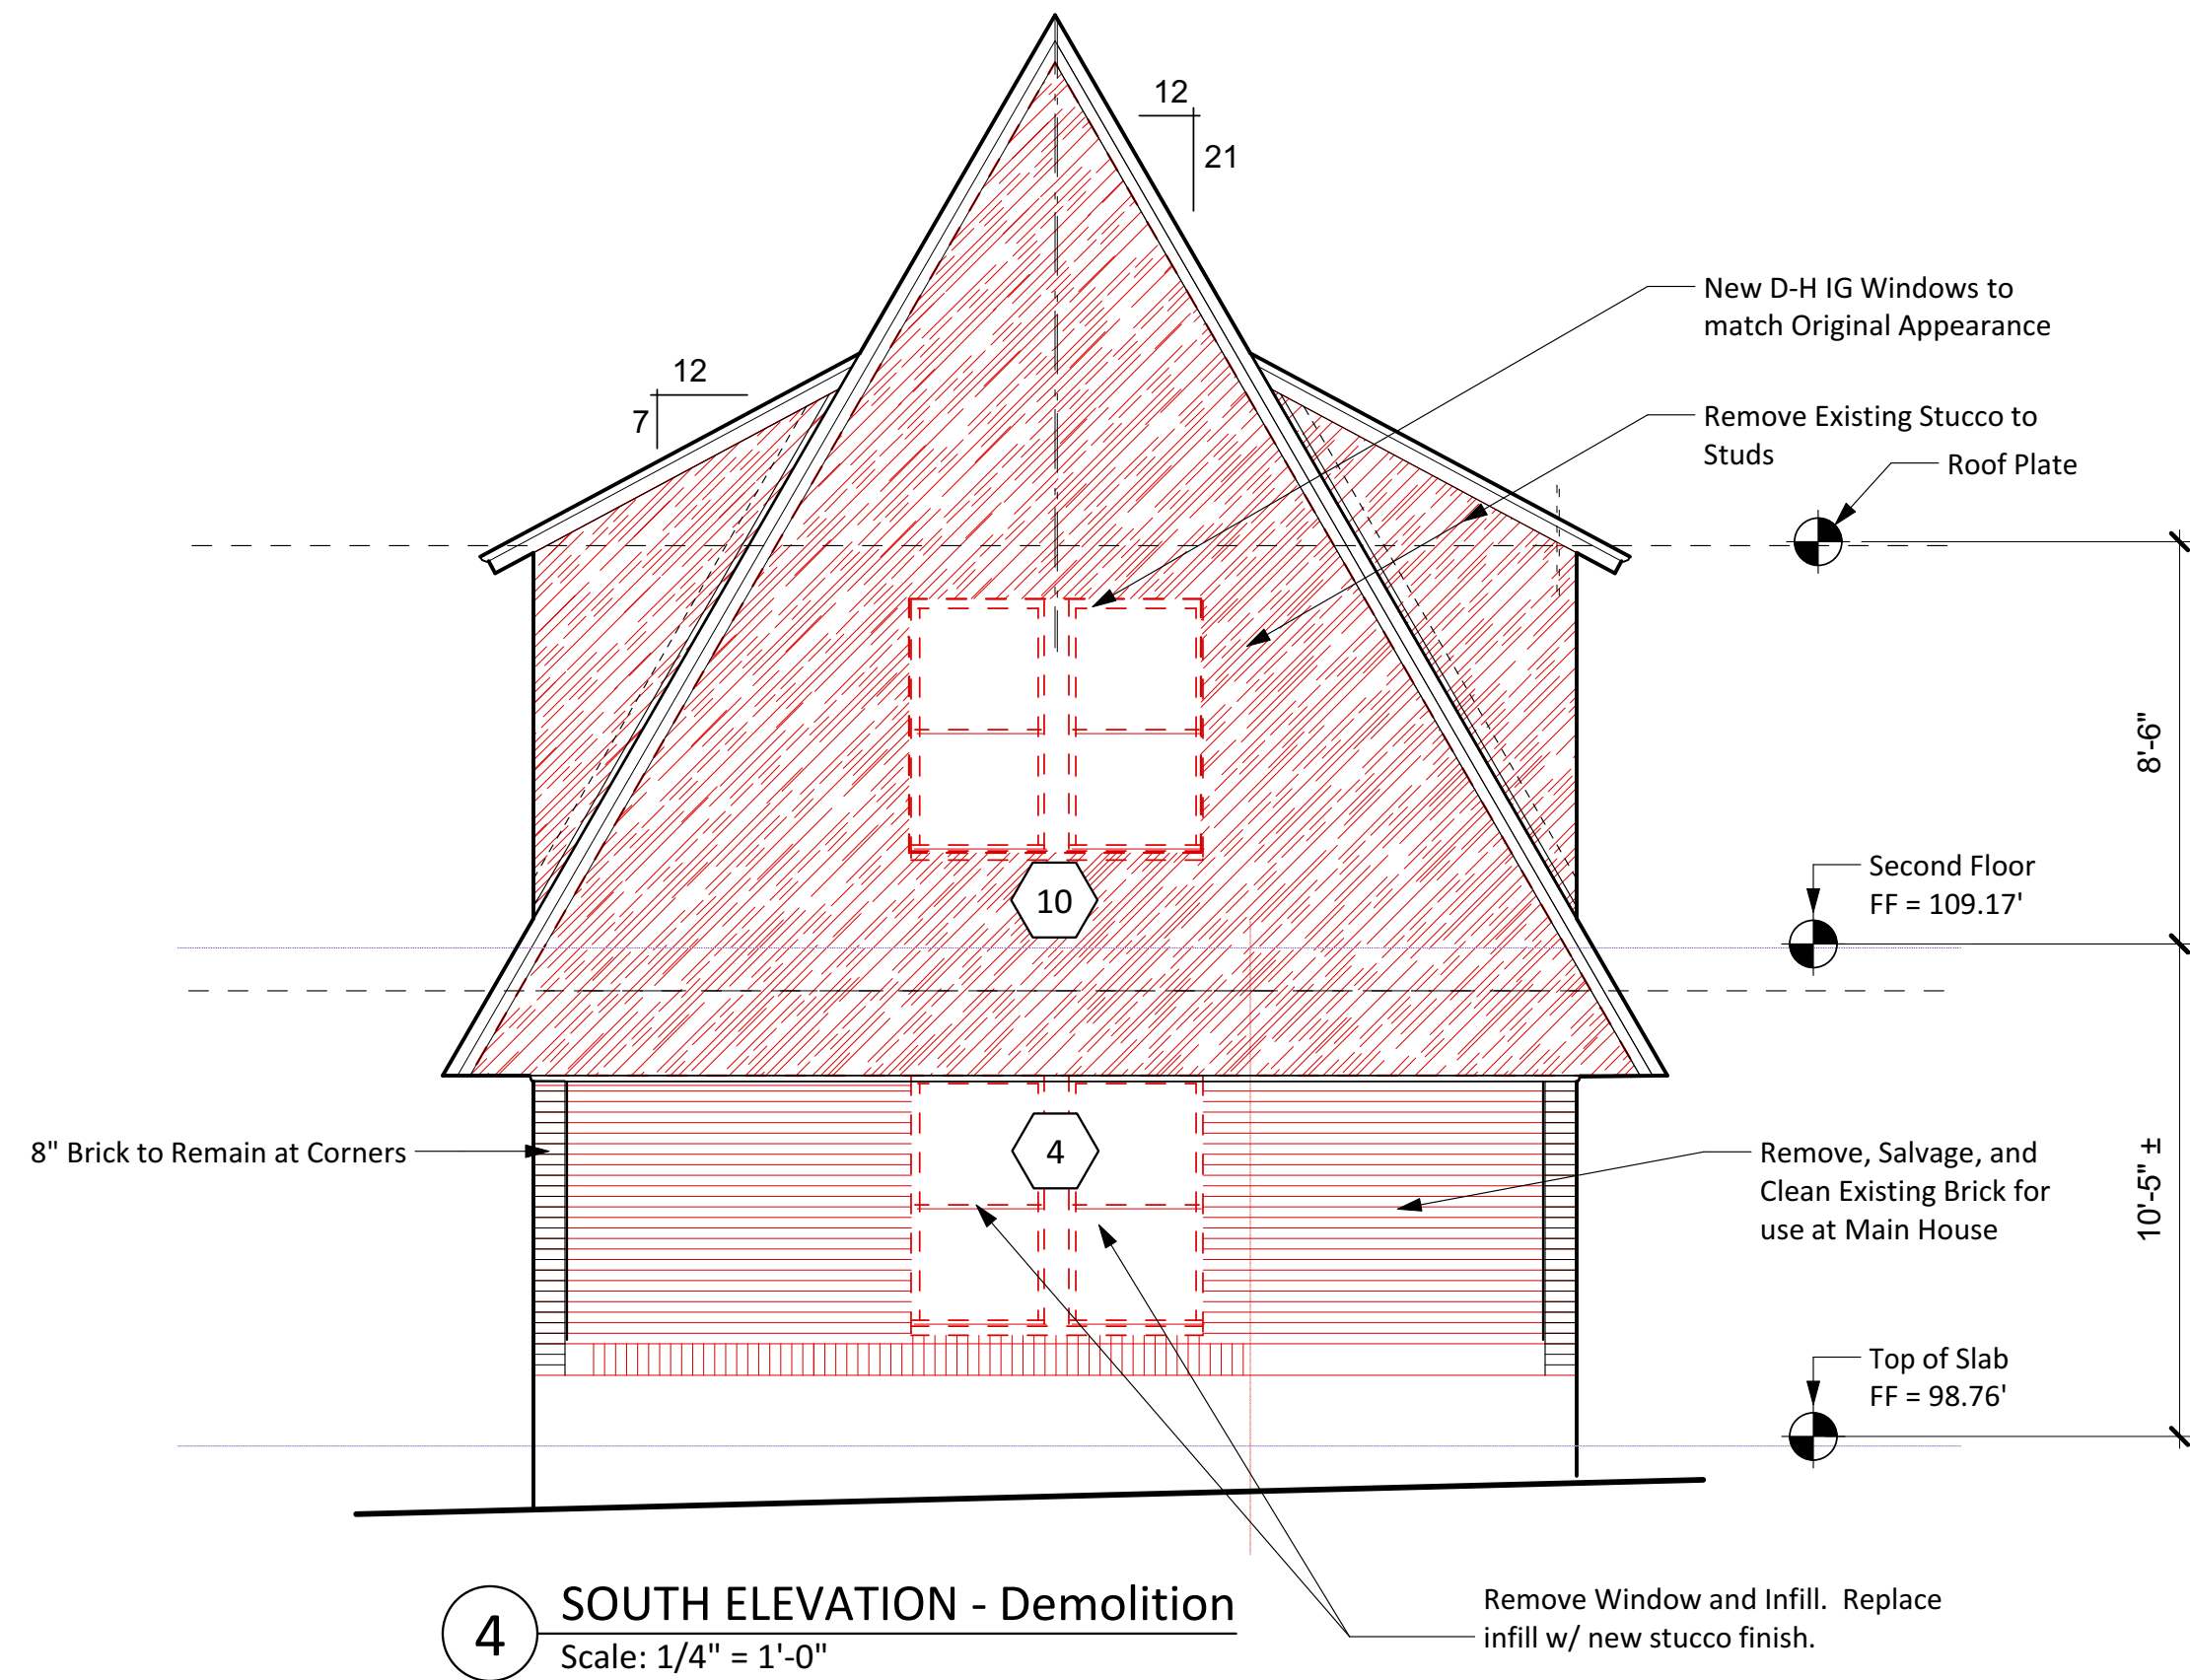 12
21
New D-H IG Windows to
match Original Appearance
12
7
Remove Existing Stucco to
Studs
Roof Plate
8'-6"
Second Floor
FF = 109.17'
10
8" Brick to Remain at Corners
4
Remove, Salvage, and
Clean Existing Brick for
use at Main House
10'-5" ±
Top of Slab
FF = 98.76'
4
SOUTH ELEVATION - Demolition
Scale: 1/4" = 1'-0"
Remove Window and Infill.  Replace
infill w/ new stucco finish.